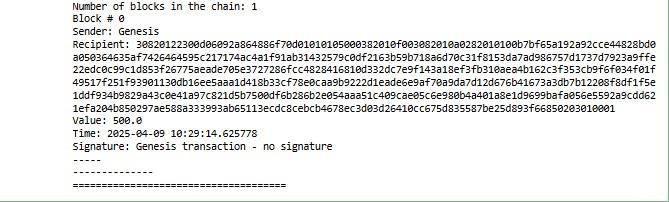 Number of blocks in the chain: 1
Block # 0
Sender: Genesis
Recipient: 30820122300d06092a864886f70d01010105000382010f003082010a0282010100b7bf65a192a92cce44828bd0
a050364635af7426464595c217174ac4a1f91ab31432579c0df2163b59b718a6d70c31f8153da7ad986757d1737d7923a9ffe
22edc0c99c1d853f26775aeade705e3727286fcc4828416810d332dc7e9f143a18ef3fb310aea4b162c3f353cb9f6f034f01f
49517f251f93901130db16ee5aaa1d418b33cf78e0caa9b9222d1eade6e9af70a9da7d12d676b41673a3db7b12208f8df1f5e
1ddf934b9829a43c0e41a97c821d5b7500df6b286b2e054aaa51c409cae05c6e980b4a401a8e1d9699bafa056e5592a9cdd62
1efa204b850297ae588a333993ab65113ecdc8cebcb4678ec3d03d26410cc675d835587be25d893f66850203010001
Value: 500.0
Time: 2025-04-09 10:29:14.625778
Signature: Genesis transaction - no signature
-----
--------------
===================================